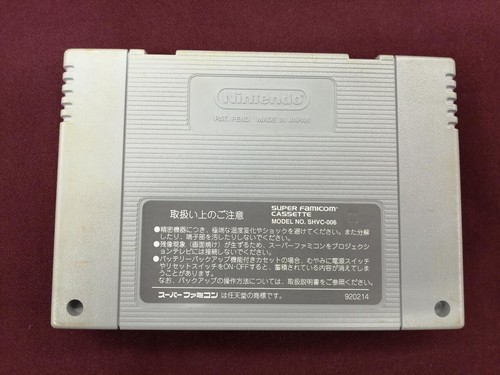 Nintendo
PAT. PEND. MADE IN JAPAN
取扱い上のご注意
SUPER FAMICOM
CASSETTE
MODEL NO. SHVC-006
●精密機器につき、極端な温度変化やショックを避けてください。また分解
したり、端子部を汚したりしないでください。
●残像現象（画面焼け）が生ずるため、スーパーファミコンをプロジェクシ
ョンテレビには接続しないでください。
●バッテリーバックアップ機能付きカセットの場合、むやみに電源スイッチ
やリセットスイッチをON-OFFすると、蓄積されている内容が消えてしま
うことがあります。
なお、バックアップの操作方法については、取扱説明書をご参照ください。
スーパーファミコン は任天堂の商標です。
920214